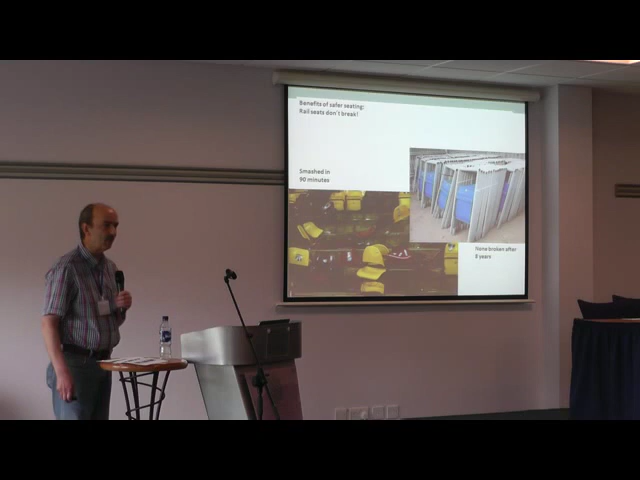 Benefits of safer seating:
Rail seats don't break!
Smashed in
90 minutes
None broken after
8 years